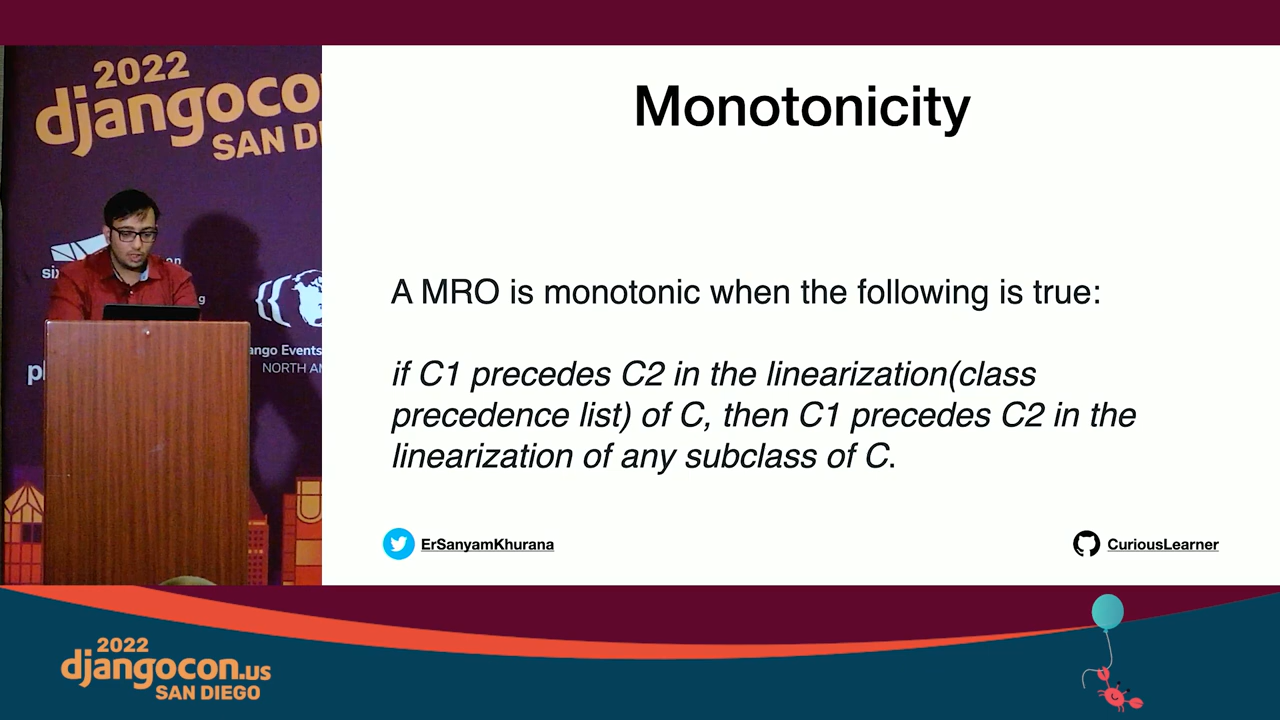 2022
djangoco
SAN DI
Monotonicity
A MRO is monotonic when the following is true:
if C1 precedes C2 in the linearization(class
precedence list) of C, then C1 precedes C2 in the
linearization of any subclass of C.
ango Events
NORTH AM
ErSanyamKhurana
CuriousLearner
2022
djangocon.us
SAN DIEGO